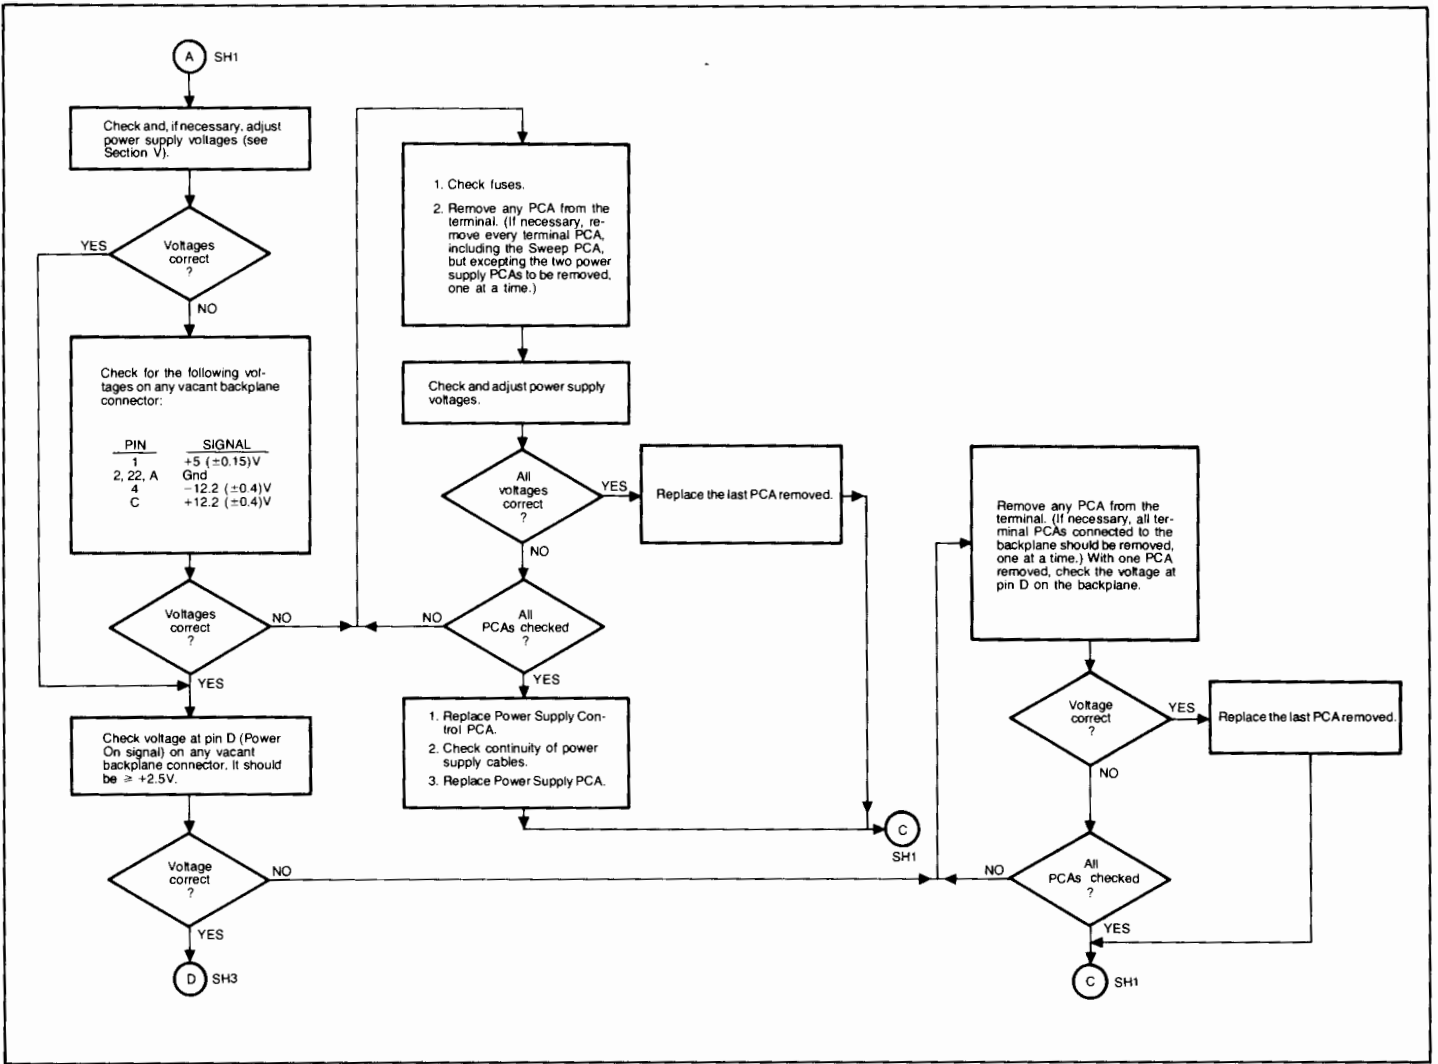 A SH1
Check and, if necessary, adjust
power supply voltages (see
Section V).
Voltages
correct
?
YES
NO
Check for the following vol-
tages on any vacant backplane
connector:
PIN SIGNAL
1 +5 (±0.15)V
2, 22, A Gnd
4 −12.2 (±0.4)V
C +12.2 (±0.4)V
Voltages
correct
?
NO
YES
Check voltage at pin D (Power
On signal) on any vacant
backplane connector. It should
be ≥ +2.5V.
Voltage
correct
?
NO
YES
D SH3
1. Check fuses.
2. Remove any PCA from the
terminal. (If necessary, re-
move every terminal PCA,
including the Sweep PCA,
but excepting the two power
supply PCAs to be removed,
one at a time.)
Check and adjust power supply
voltages.
All
voltages
correct
?
YES
NO
Replace the last PCA removed.
All
PCAs checked
?
NO
YES
1. Replace Power Supply Con-
trol PCA.
2. Check continuity of power
supply cables.
3. Replace Power Supply PCA.
C
SH1
Remove any PCA from the
terminal. (If necessary, all ter-
minal PCAs connected to the
backplane should be removed,
one at a time.) With one PCA
removed, check the voltage at
pin D on the backplane.
Voltage
correct
?
YES
NO
Replace the last PCA removed.
All
PCAs checked
?
NO
YES
C SH1